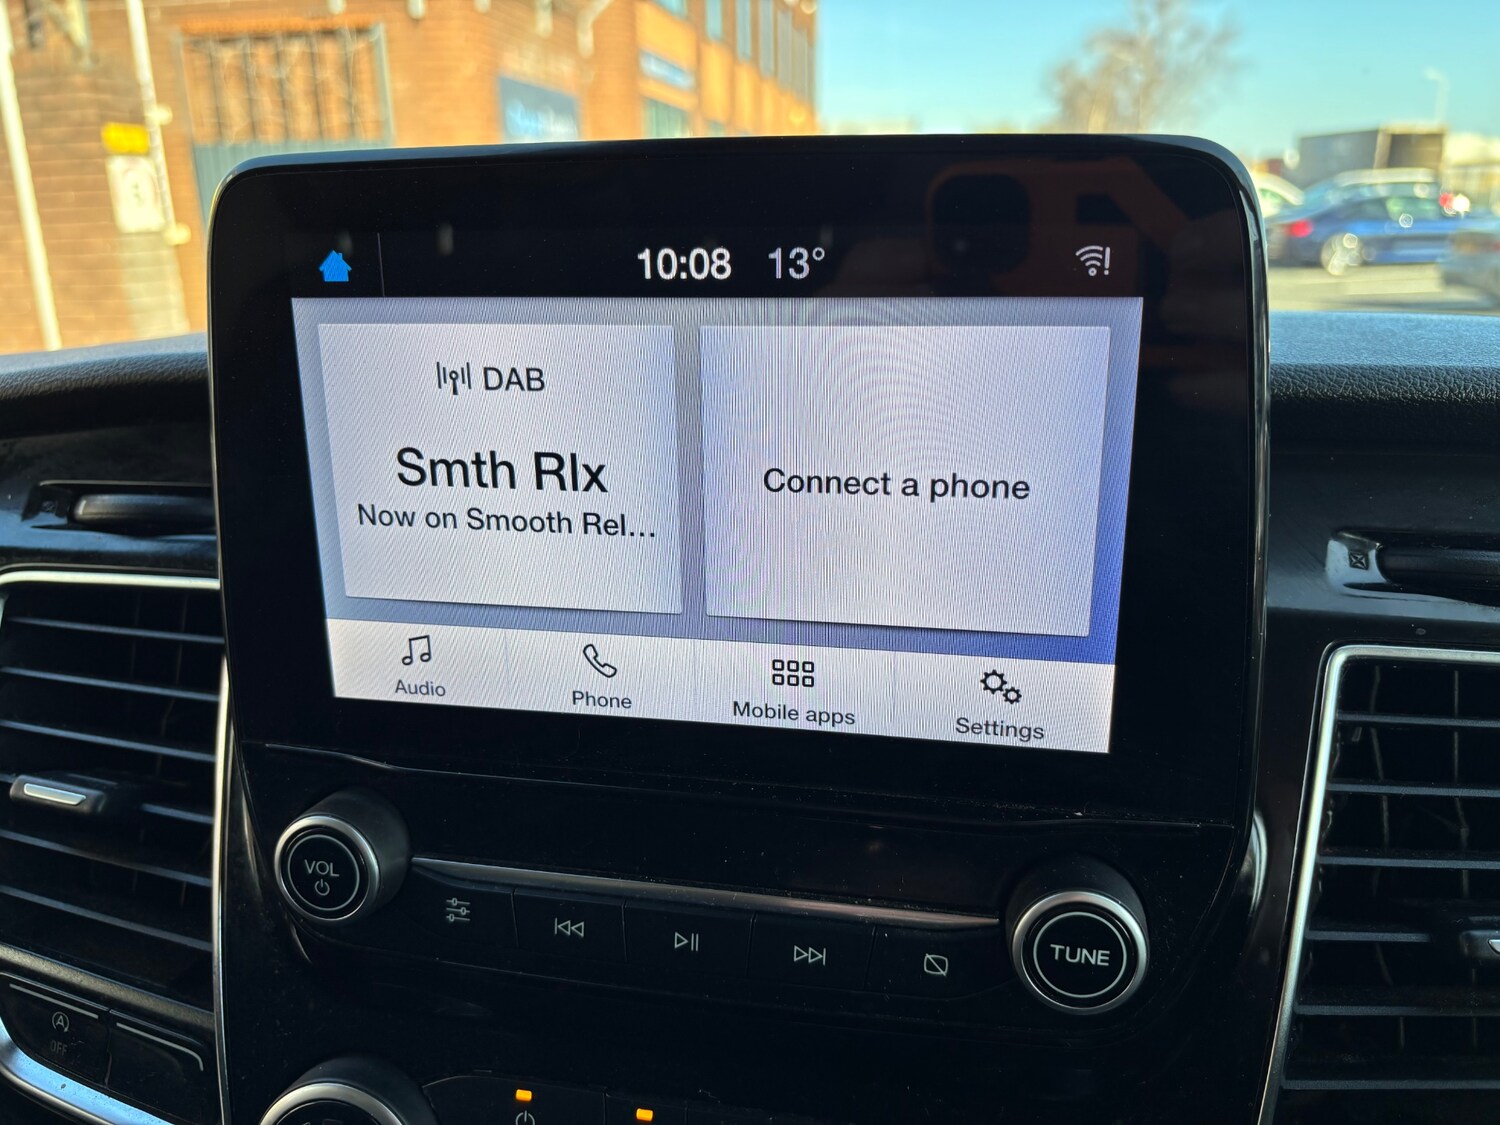 10:08 13°
DAB
Smth Rlx
Now on Smooth Rel...
Connect a phone
Audio
Phone
Mobile apps
Settings
VOL
TUNE
A
OFF